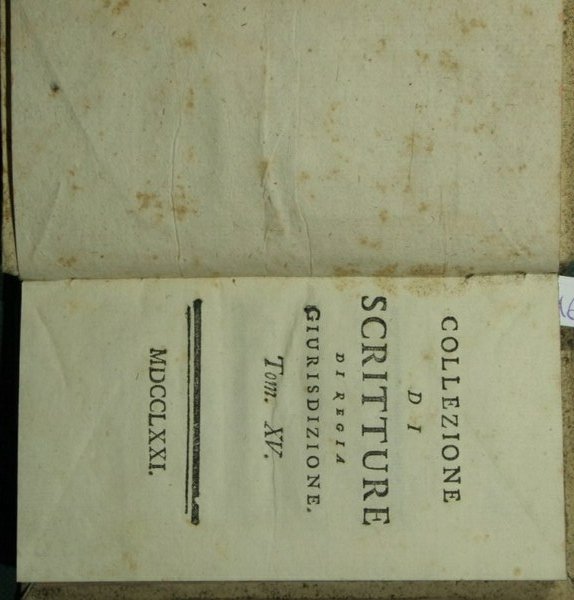 COLLEZIONE
DI
SCRITTURE
DI REGIA
GIURISDIZIONE.
Tom. XV.
MDCCLXXI.